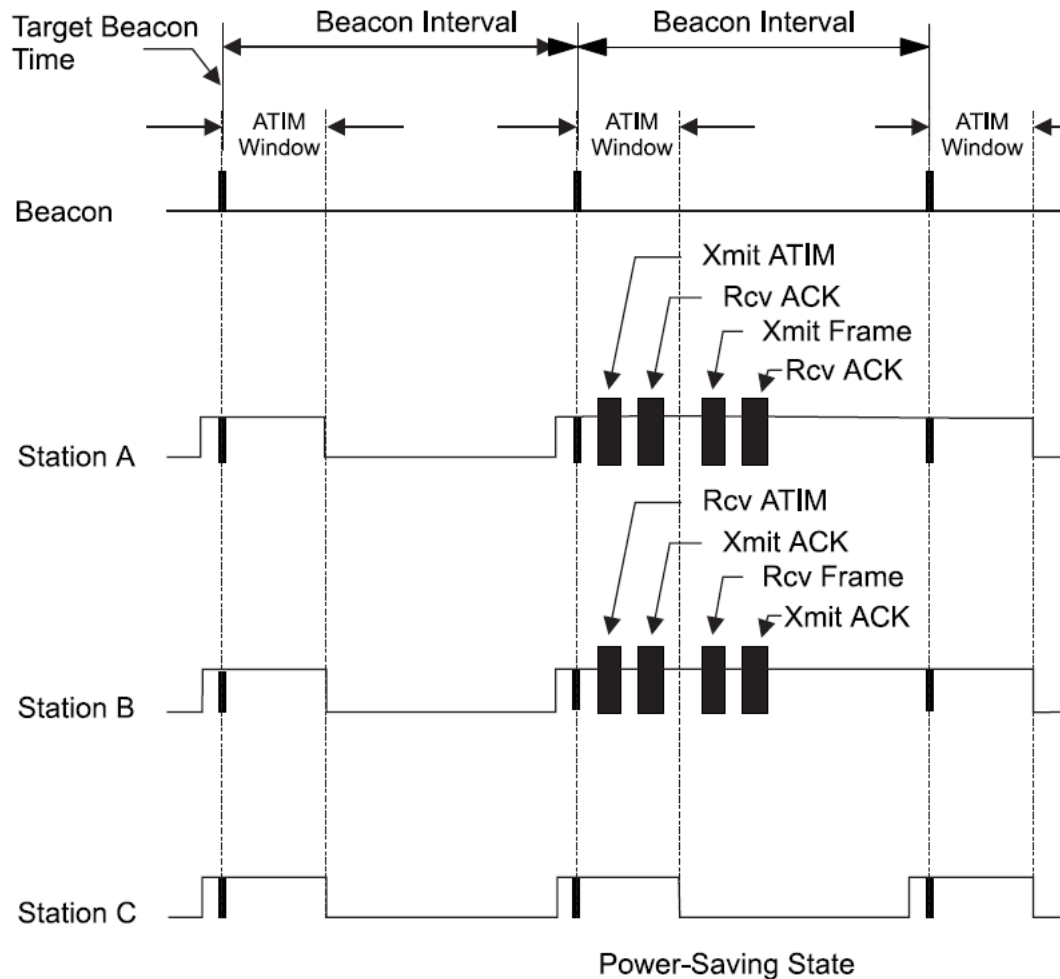 Target Beacon
Time
Beacon Interval
Beacon Interval
ATIM
Window
ATIM
Window
ATIM
Window
Beacon
Xmit ATIM
Rcv ACK
Xmit Frame
Rcv ACK
Station A
Rcv ATIM
Xmit ACK
Rcv Frame
Xmit ACK
Station B
Station C
Power-Saving State